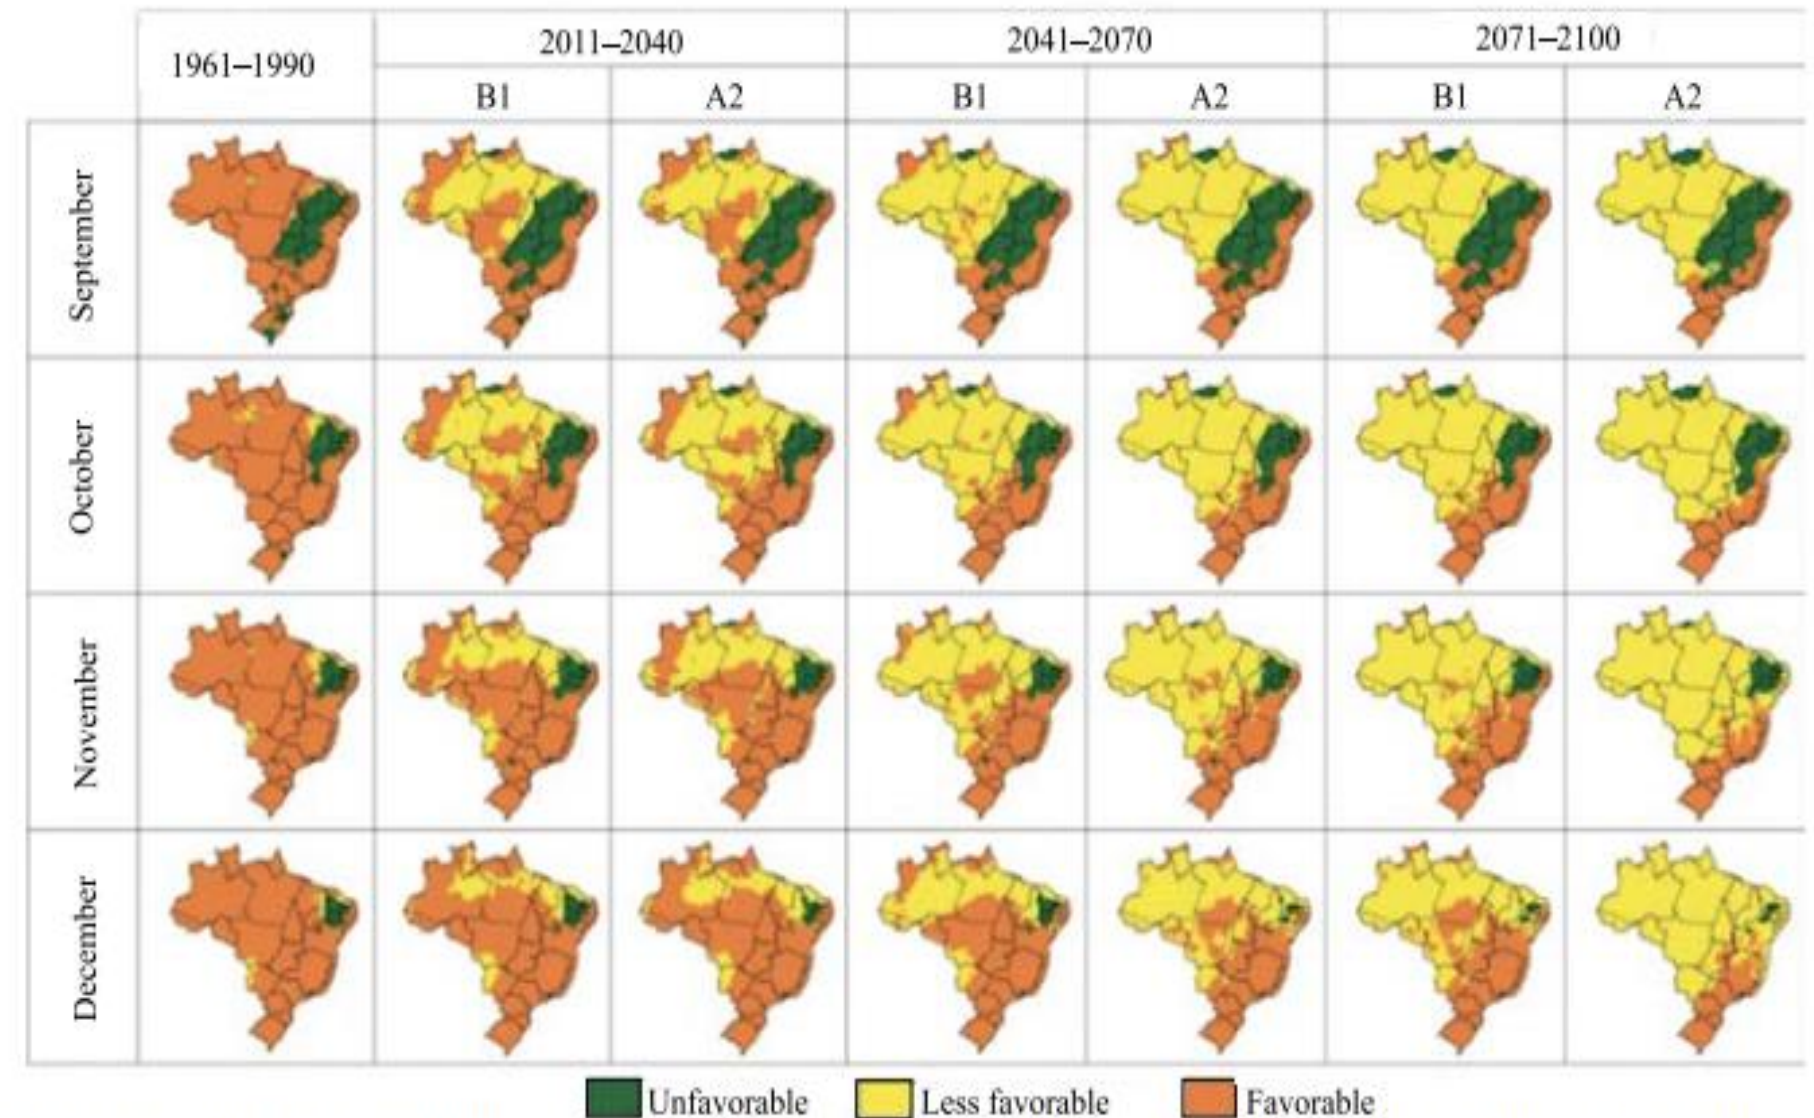 1961–1990
2011–2040
2041–2070
2071–2100
B1
A2
B1
A2
B1
A2
September
October
November
December
Unfavorable
Less favorable
Favorable